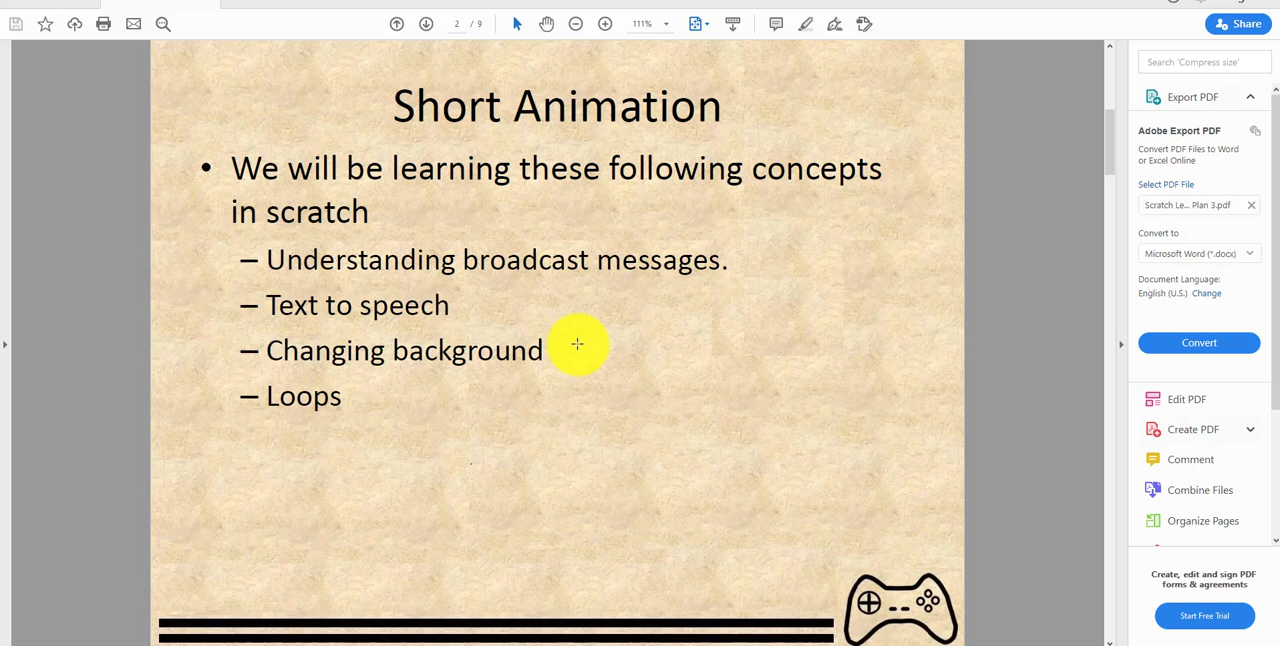 2 / 9
111%
Share
Short Animation
• We will be learning these following concepts
in scratch
– Understanding broadcast messages.
– Text to speech
– Changing background
– Loops
Search 'Compress size'
Export PDF
Adobe Export PDF
Convert PDF Files to Word
or Excel Online
Select PDF File
Scratch Le... Plan 3.pdf
Convert to
Microsoft Word (*.docx)
Document Language:
English (U.S.) Change
Convert
Edit PDF
Create PDF
Comment
Combine Files
Organize Pages
Create, edit and sign PDF
forms & agreements
Start Free Trial